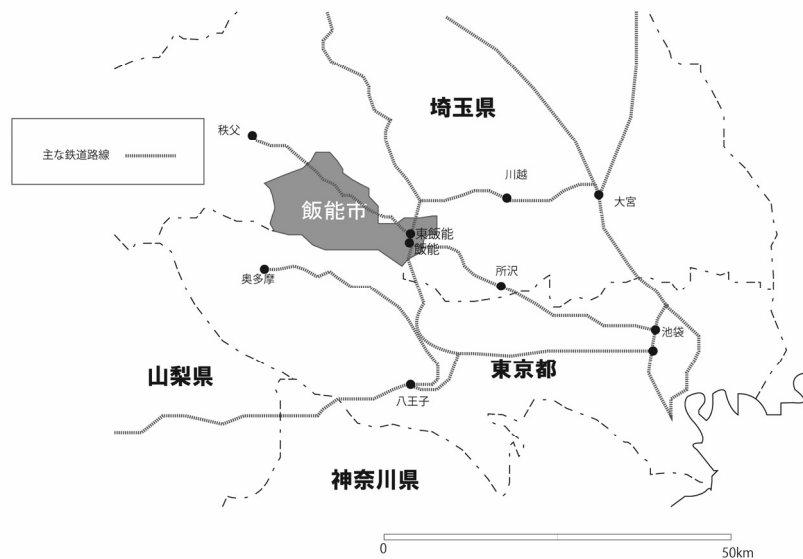 埼玉県
秩父
主な鉄道路線
川越
大宮
飯能市
東飯能
飯能
所沢
奥多摩
池袋
山梨県
東京都
八王子
神奈川県
0
50km